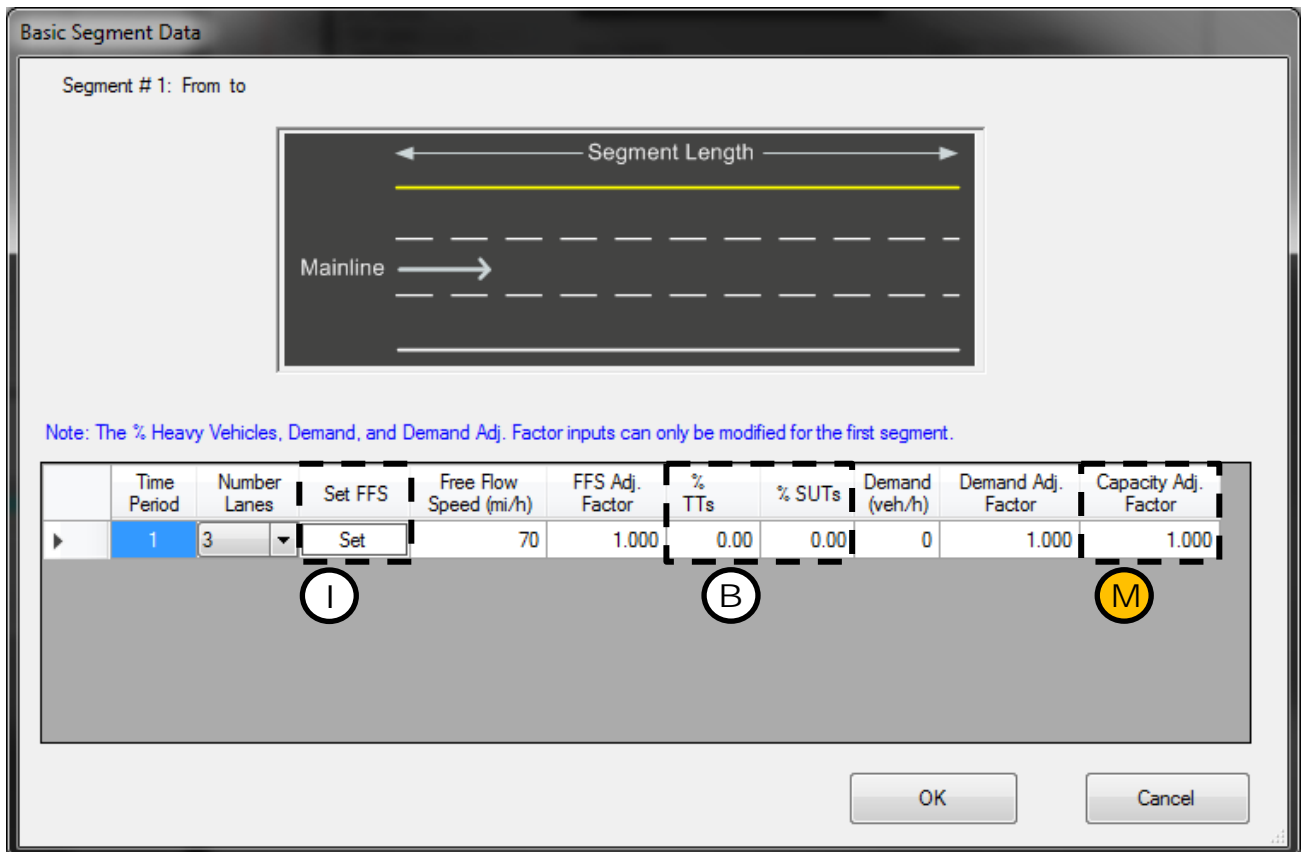 Basic Segment Data
Segment # 1: From to
Segment Length
Mainline
Note: The % Heavy Vehicles, Demand, and Demand Adj. Factor inputs can only be modified for the first segment.
Time Period Number Lanes Set FFS Free Flow Speed (mi/h) FFS Adj. Factor % TTs % SUTs Demand (veh/h) Demand Adj. Factor Capacity Adj. Factor
1 3 Set 70 1.000 0.00 0.00 0 1.000 1.000
I B M
OK Cancel